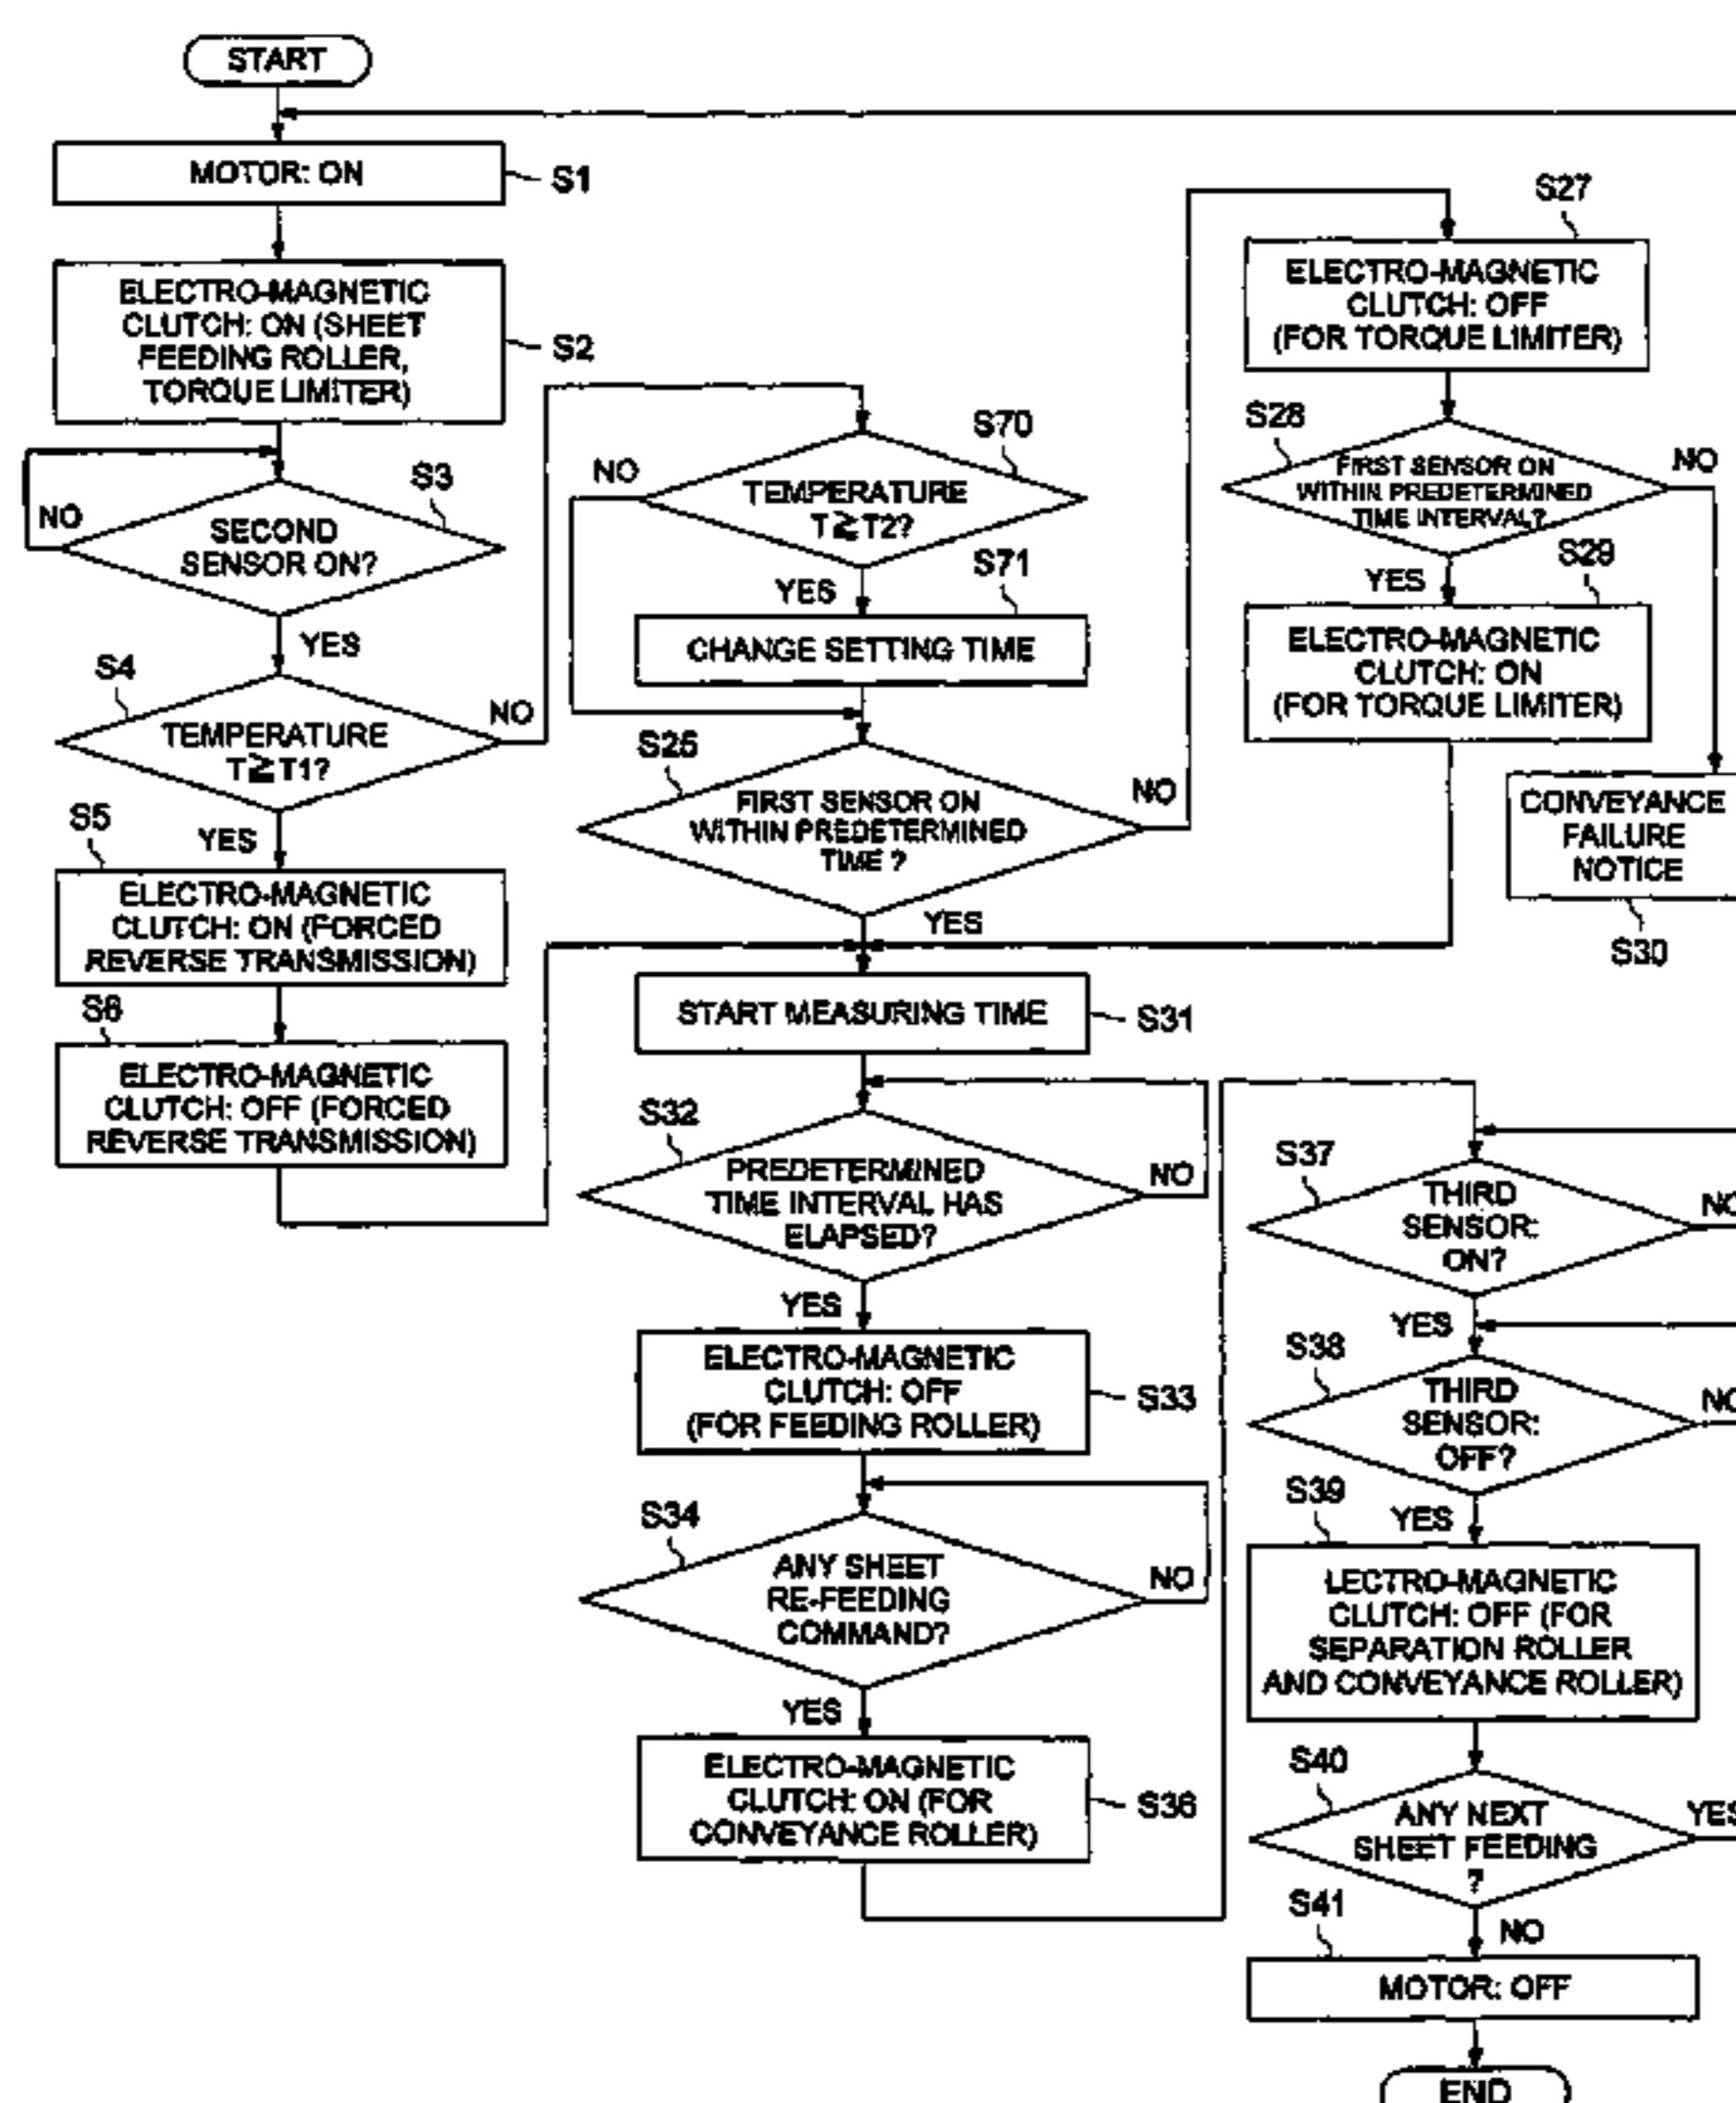 START
MOTOR: ON
S1
ELECTRO-MAGNETIC
CLUTCH: ON (SHEET
FEEDING ROLLER,
TORQUE LIMITER)
S2
S3
NO
SECOND
SENSOR ON?
YES
S4
TEMPERATURE
T≧T1?
NO
YES
S5
ELECTRO-MAGNETIC
CLUTCH: ON (FORCED
REVERSE TRANSMISSION)
S6
ELECTRO-MAGNETIC
CLUTCH: OFF (FORCED
REVERSE TRANSMISSION)
S70
NO
TEMPERATURE
T≧T2?
YES
S71
CHANGE SETTING TIME
S25
FIRST SENSOR ON
WITHIN PREDETERMINED
TIME ?
NO
YES
START MEASURING TIME
S31
S32
PREDETERMINED
TIME INTERVAL HAS
ELAPSED?
NO
YES
ELECTRO-MAGNETIC
CLUTCH: OFF
(FOR FEEDING ROLLER)
S33
S34
ANY SHEET
RE-FEEDING
COMMAND?
NO
YES
ELECTRO-MAGNETIC
CLUTCH: ON (FOR
CONVEYANCE ROLLER)
S36
S27
ELECTRO-MAGNETIC
CLUTCH: OFF
(FOR TORQUE LIMITER)
S28
FIRST SENSOR ON
WITHIN PREDETERMINED
TIME INTERVAL?
NO
YES
S29
ELECTRO-MAGNETIC
CLUTCH: ON
(FOR TORQUE LIMITER)
CONVEYANCE
FAILURE
NOTICE
S30
S37
THIRD
SENSOR:
ON?
NO
YES
S38
THIRD
SENSOR:
OFF?
NO
YES
S39
LECTRO-MAGNETIC
CLUTCH: OFF (FOR
SEPARATION ROLLER
AND CONVEYANCE ROLLER)
S40
ANY NEXT
SHEET FEEDING
?
YES
NO
S41
MOTOR: OFF
END